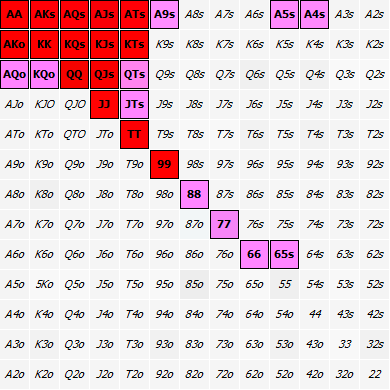 AA AKs AQs AJs ATs A9s A8s A7s A6s A5s A4s A3s A2s
AKo KK KQs KJs KTs K9s K8s K7s K6s K5s K4s K3s K2s
AQo KQo QQ QJs QTs Q9s Q8s Q7s Q6s Q5s Q4s Q3s Q2s
AJo KJO QJO JJ JTs J9s J8s J7s J6s J5s J4s J3s J2s
ATo KTo QTO JTo TT T9s T8s T7s T6s T5s T4s T3s T2s
A9o K9o Q9o J9o T9o 99 98s 97s 96s 95s 94s 93s 92s
A8o K8o Q8o J8o T8o 98o 88 87s 86s 85s 84s 83s 82s
A7o K7o Q7o J7o T7o 97o 87o 77 76s 75s 74s 73s 72s
A6o K6o Q6o J6o T6o 96o 86o 76o 66 65s 64s 63s 62s
A5o 5Ko Q5o J5o T5o 95o 85o 75o 65o 55 54s 53s 52s
A4o K4o Q4o J4o T4o 94o 84o 74o 64o 54o 44 43s 42s
A3o K3o Q3o J3o T3o 93o 83o 73o 63o 53o 43o 33 32s
A2o K2o Q2o J2o T2o 92o 82o 72o 62o 52o 42o 32o 22